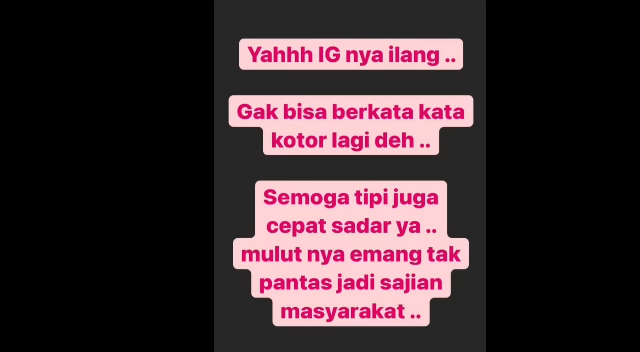 Yahhh IG nya ilang ..
Gak bisa berkata kata
kotor lagi deh ..
Semoga tipi juga
cepat sadar ya ..
mulut nya emang tak
pantas jadi sajian
masyarakat ..